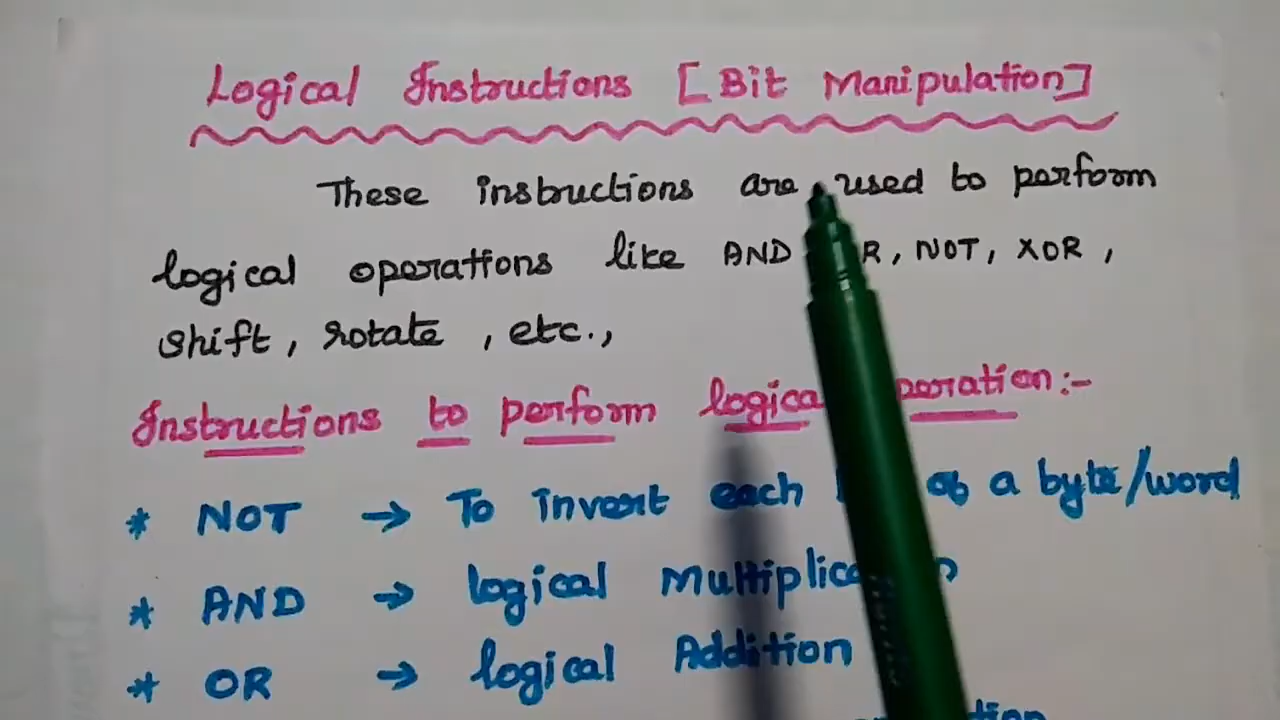 Logical Instructions [Bit Manipulation]
These instructions are used to perform
logical operations like AND, NOT, XOR,
shift, rotate, etc.,
Instructions to perform
* NOT → To invert each of a byte/word
* AND → logical
* OR → logical Addition